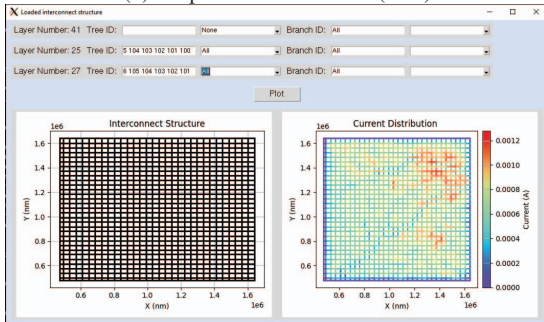 Loaded interconnect structure
Layer Number: 41 Tree ID: None Branch ID: All
Layer Number: 25 Tree ID: 5 104 103 102 101 100 All Branch ID: All
Layer Number: 27 Tree ID: 6 105 104 103 102 101 All Branch ID: All
Plot
Interconnect Structure
1e6
1.6
1.4
1.2
1.0
0.8
0.6
Y (nm)
0.6 0.8 1.0 1.2 1.4 1.6
X (nm)
1e6
Current Distribution
1e6
1.6
1.4
1.2
1.0
0.8
0.6
Y (nm)
0.6 0.8 1.0 1.2 1.4 1.6
X (nm)
1e6
0.0012
0.0010
0.0008
0.0006
0.0004
0.0002
0.0000
Current (A)